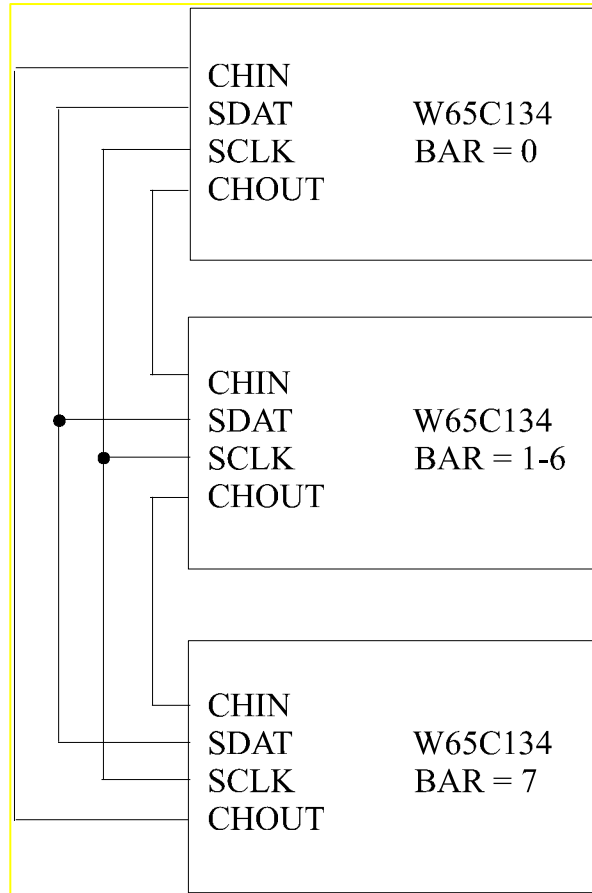 CHIN
SDAT W65C134
SCLK BAR = 0
CHOUT
CHIN
SDAT W65C134
SCLK BAR = 1-6
CHOUT
CHIN
SDAT W65C134
SCLK BAR = 7
CHOUT